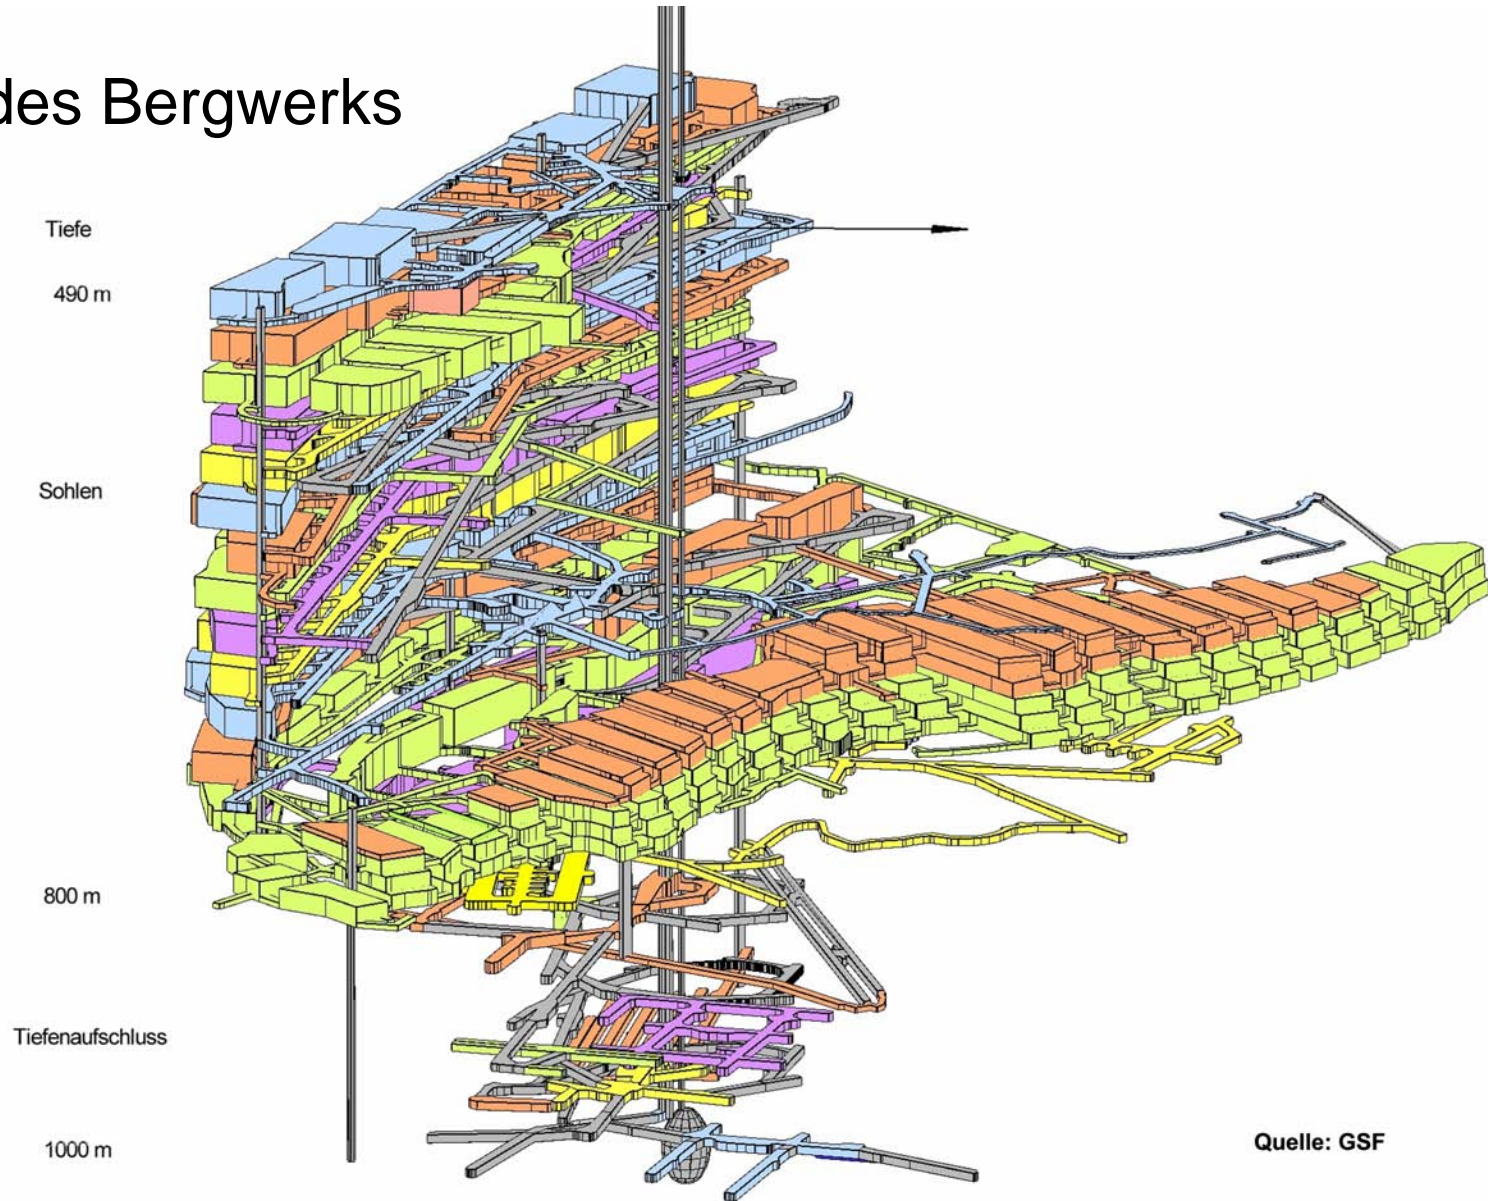 des Bergwerks
Tiefe
490 m
Sohlen
800 m
Tiefenaufschluss
1000 m
Quelle: GSF